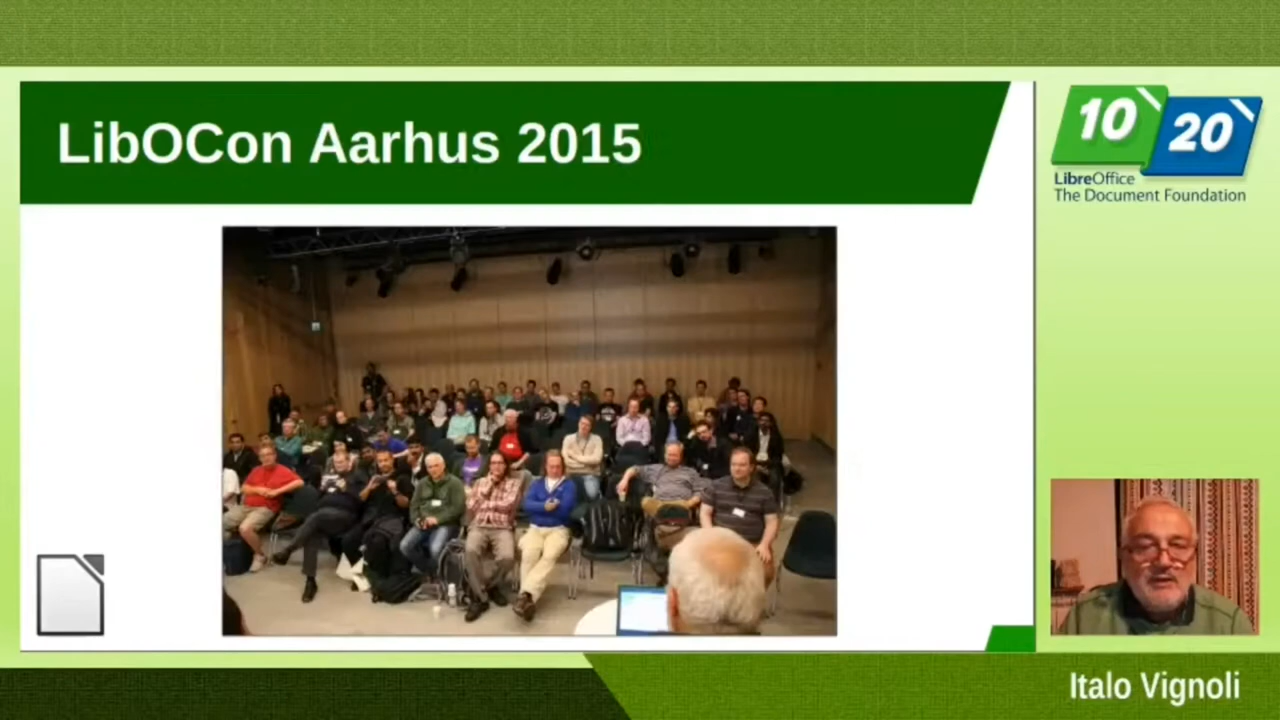 LibOCon Aarhus 2015
10
20
LibreOffice
The Document Foundation
Italo Vignoli